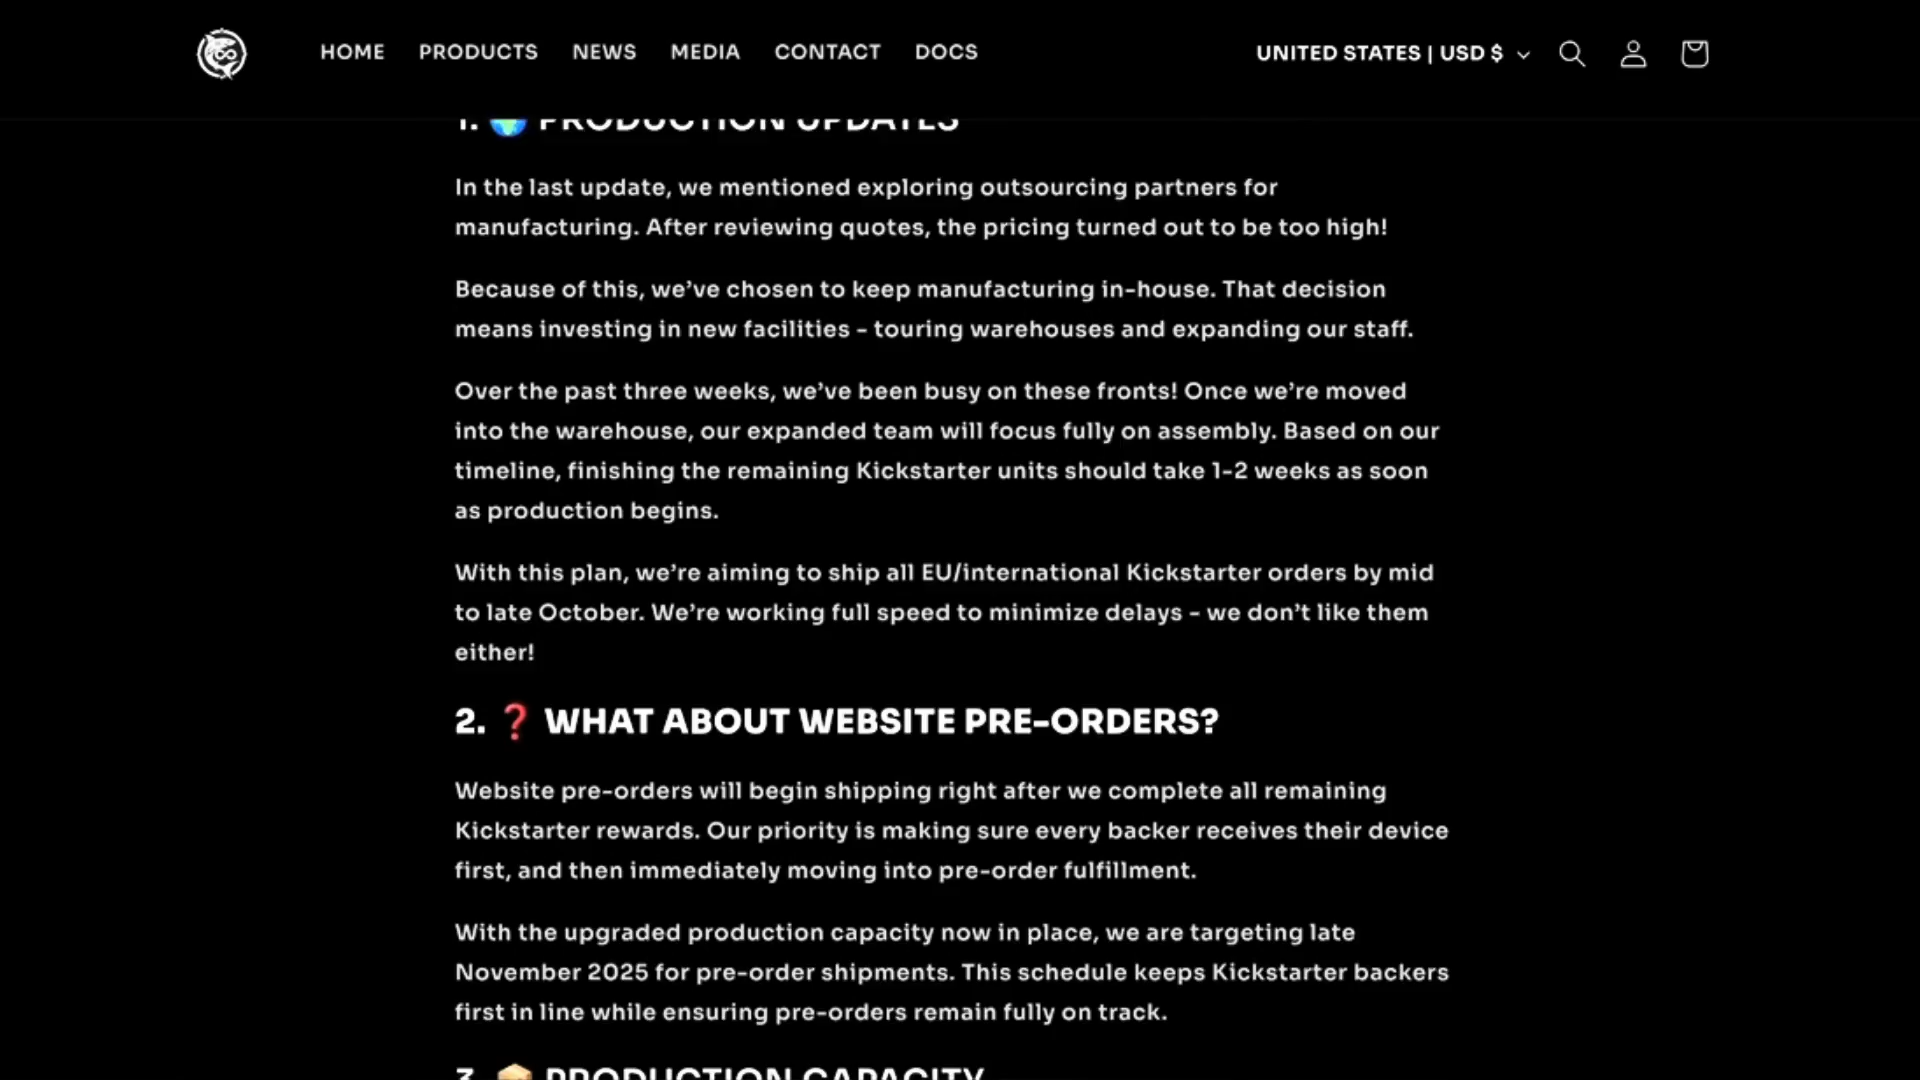 HOME PRODUCTS NEWS MEDIA CONTACT DOCS UNITED STATES | USD $
1. 🌍 PRODUCTION UPDATES
In the last update, we mentioned exploring outsourcing partners for
manufacturing. After reviewing quotes, the pricing turned out to be too high!
Because of this, we’ve chosen to keep manufacturing in-house. That decision
means investing in new facilities – touring warehouses and expanding our staff.
Over the past three weeks, we’ve been busy on these fronts! Once we’re moved
into the warehouse, our expanded team will focus fully on assembly. Based on our
timeline, finishing the remaining Kickstarter units should take 1-2 weeks as soon
as production begins.
With this plan, we’re aiming to ship all EU/international Kickstarter orders by mid
to late October. We’re working full speed to minimize delays – we don’t like them
either!
2. ❓ WHAT ABOUT WEBSITE PRE-ORDERS?
Website pre-orders will begin shipping right after we complete all remaining
Kickstarter rewards. Our priority is making sure every backer receives their device
first, and then immediately moving into pre-order fulfillment.
With the upgraded production capacity now in place, we are targeting late
November 2025 for pre-order shipments. This schedule keeps Kickstarter backers
first in line while ensuring pre-orders remain fully on track.
3. 📦 PRODUCTION CAPACITY